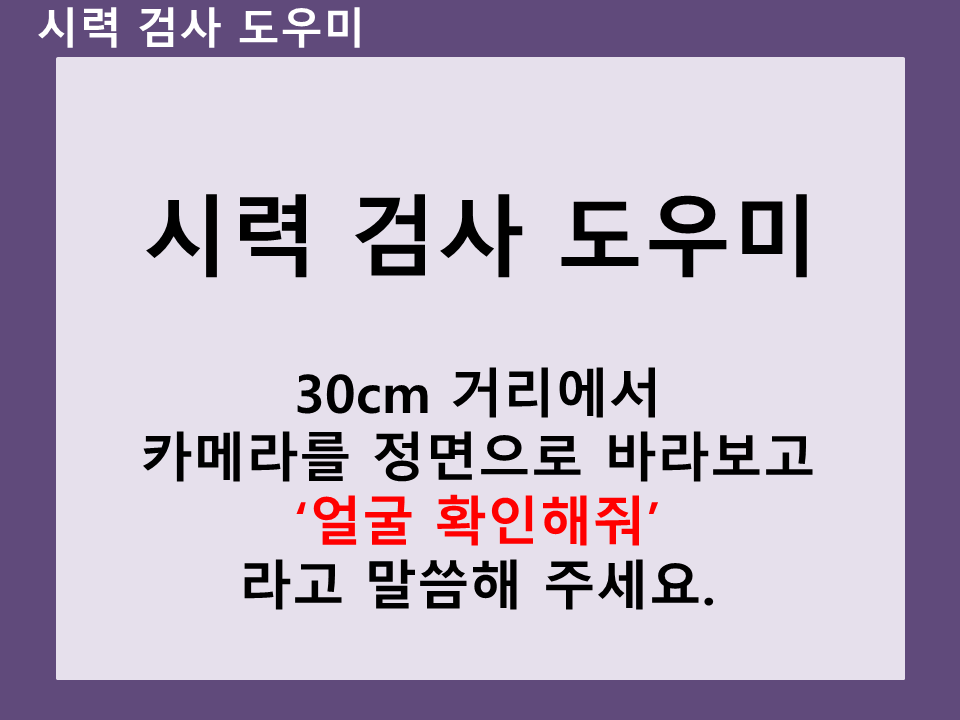 시력 검사 도우미
시력 검사 도우미
30cm 거리에서
카메라를 정면으로 바라보고
‘얼굴 확인해줘’
라고 말씀해 주세요.